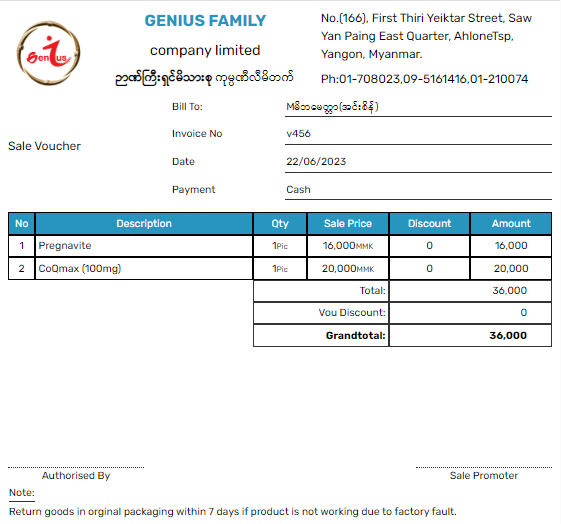 Genius
GENIUS FAMILY
company limited
ဉာဏ်ကြီးရှင်မိသားစု ကုမ္ပဏီလီမိတက်
No.(166), First Thiri Yeiktar Street, Saw
Yan Paing East Quarter, AhloneTsp,
Yangon, Myanmar.
Ph:01-708023,09-5161416,01-210074
Sale Voucher
Bill To: မမိဘမေတ္တာ(အင်းစိန်)
Invoice No v456
Date 22/06/2023
Payment Cash
No Description Qty Sale Price Discount Amount
1 Pregnavite 1Pic 16,000MMK 0 16,000
2 CoQmax (100mg) 1Pic 20,000MMK 0 20,000
Total: 36,000
Vou Discount: 0
Grandtotal: 36,000
Authorised By Sale Promoter
Note:
Return goods in orginal packaging within 7 days if product is not working due to factory fault.